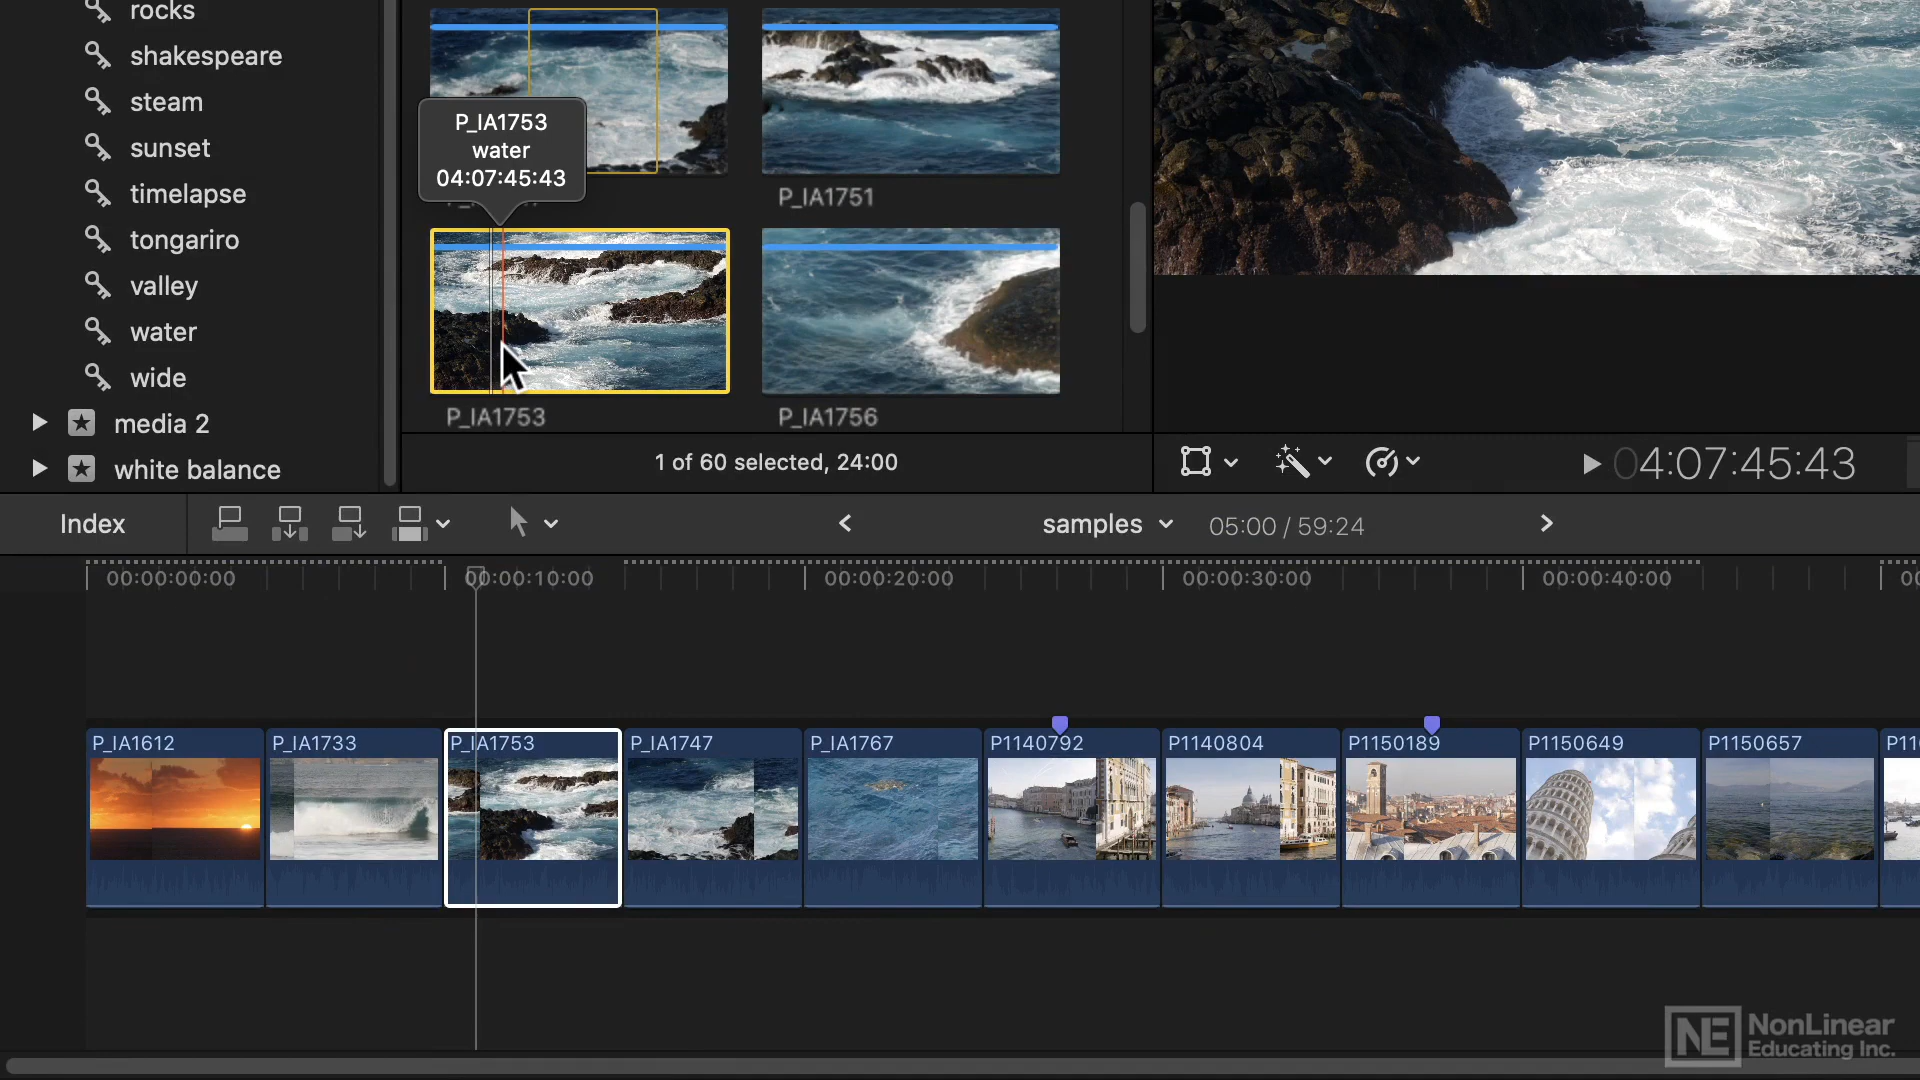 rocks
shakespeare
steam
sunset
timelapse
tongariro
valley
water
wide
media 2
white balance
P_IA1753
water
04:07:45:43
P_IA1751
P_IA1753
P_IA1756
1 of 60 selected, 24:00
04:07:45:43
Index
samples
05:00 / 59:24
00:00:00:00
00:00:10:00
00:00:20:00
00:00:30:00
00:00:40:00
P_IA1612
P_IA1733
P_IA1753
P_IA1747
P_IA1767
P1140792
P1140804
P1150189
P1150649
P1150657
NE
NonLinear
Educating Inc.